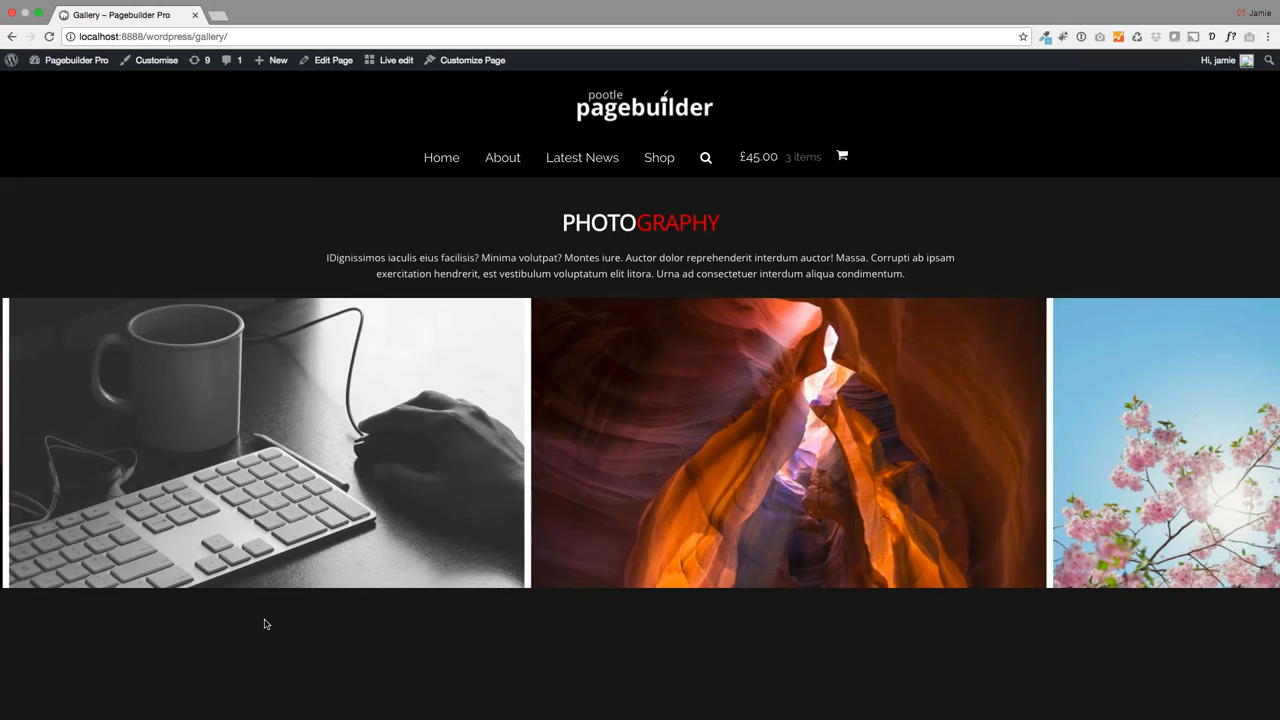 Gallery – Pagebuilder Pro
Jamie
localhost:8888/wordpress/gallery/
Pagebuilder Pro Customise 9 1 New Edit Page Live edit Customize Page Hi, jamie
pootle
pagebuilder
Home About Latest News Shop £45.00 3 items
PHOTOGRAPHY
IDignissimos iaculis eius facilisis? Minima volutpat? Montes iure. Auctor dolor reprehenderit interdum auctor! Massa. Corrupti ab ipsam
exercitation hendrerit, est vestibulum voluptatum elit litora. Urna ad consectetuer interdum aliqua condimentum.